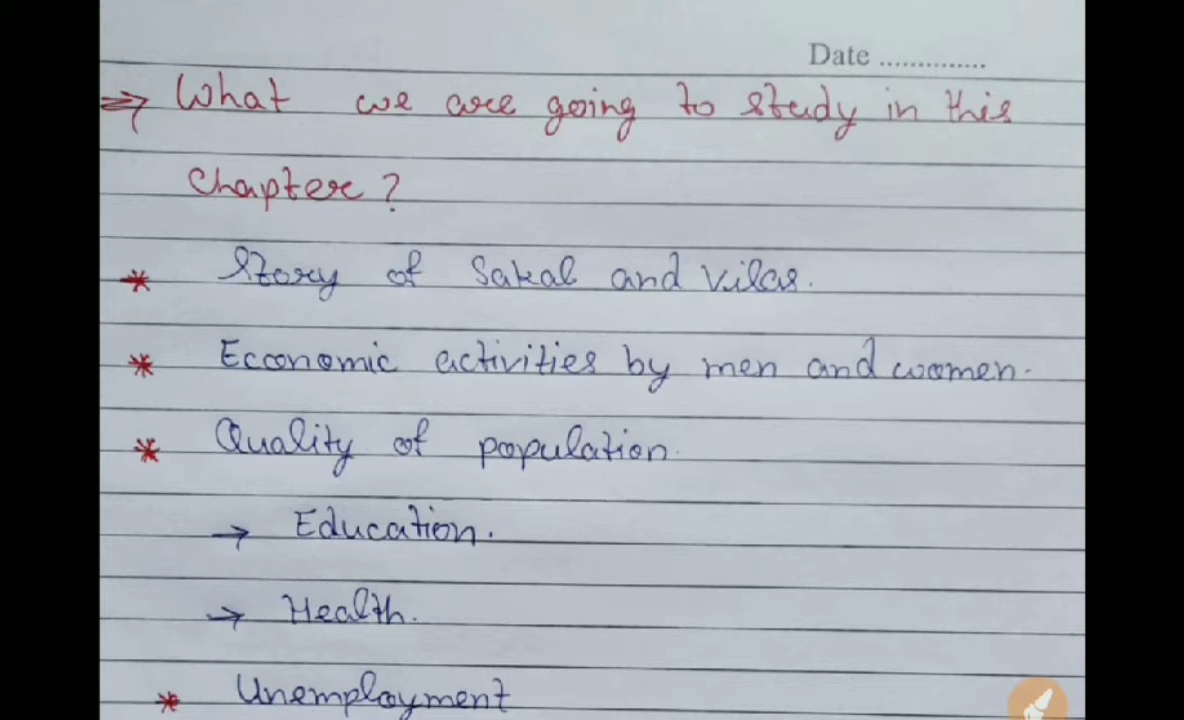 Date ..............
⇒ What we are going to study in this
chapter ?
* Story of Sakal and Vilas.
* Economic activities by men and women.
* Quality of population.
→ Education.
→ Health.
* Unemployment